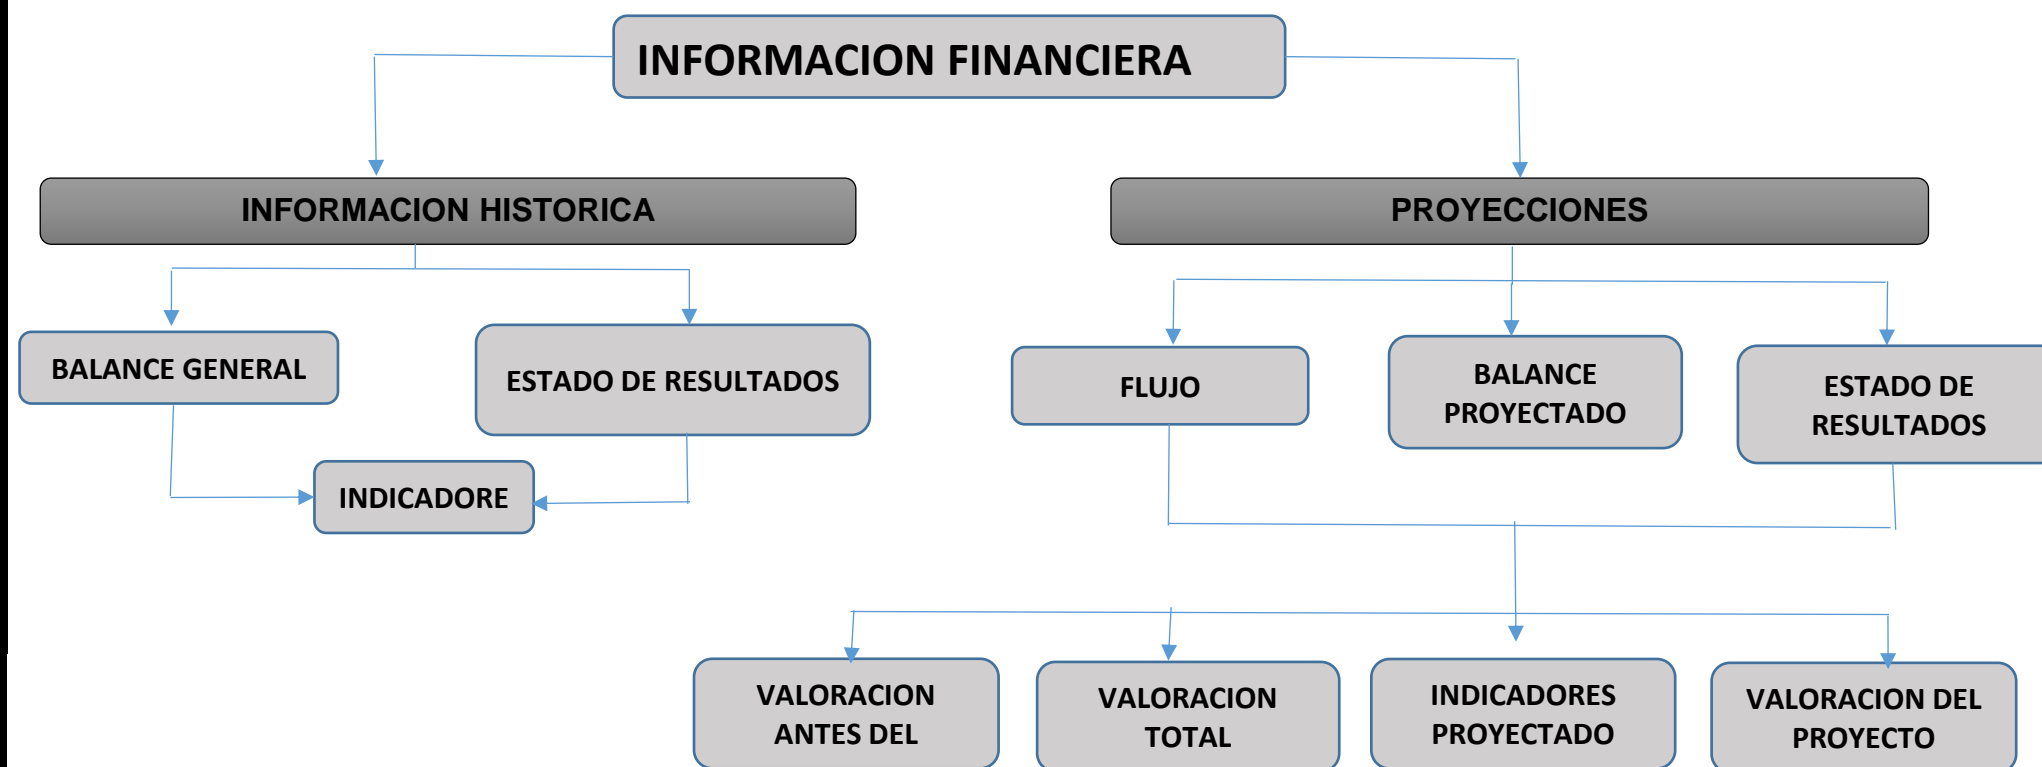 INFORMACION FINANCIERA
INFORMACION HISTORICA
PROYECCIONES
BALANCE GENERAL
ESTADO DE RESULTADOS
FLUJO
BALANCE
PROYECTADO
ESTADO DE
RESULTADOS
INDICADORE
VALORACION
ANTES DEL
VALORACION
TOTAL
INDICADORES
PROYECTADO
VALORACION DEL
PROYECTO